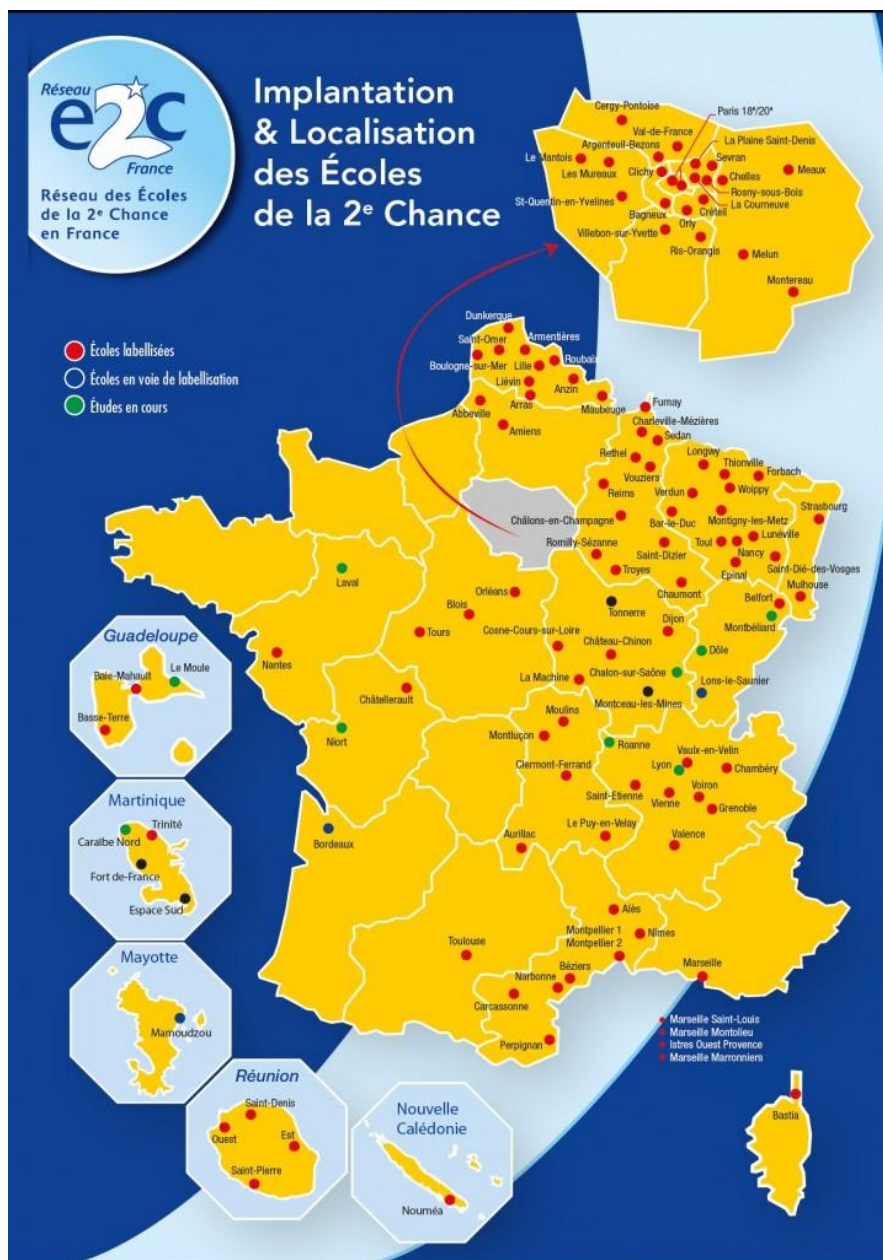 Réseau
e2c
France
Réseau des Écoles
de la 2e Chance
en France
Implantation
& Localisation
des Écoles
de la 2e Chance
Écoles labellisées
Écoles en voie de labellisation
Études en cours
Cergy-Pontoise
Paris 18e/20e
Val-de-France
Argenteuil-Bezons
La Plaine Saint-Denis
Le Mantois
Sevran
Les Mureaux
Clichy
Chelles
Meaux
Rosny-sous-Bois
St-Quentin-en-Yvelines
La Courneuve
Bagneux
Créteil
Orly
Villebon-sur-Yvette
Ris-Orangis
Melun
Montereau
Dunkerque
Saint-Omer
Armentières
Boulogne-sur-Mer
Lille
Roubaix
Liévin
Anzin
Arras
Maubeuge
Abbeville
Amiens
Fumay
Charleville-Mézières
Sedan
Rethel
Longwy
Thionville
Forbach
Vouziers
Reims
Verdun
Woippy
Strasbourg
Châlons-en-Champagne
Bar-le-Duc
Montigny-les-Metz
Lunéville
Romilly-Sézanne
Toul
Nancy
Saint-Dizier
Troyes
Epinal
Saint-Dié-des-Vosges
Chaumont
Mulhouse
Belfort
Montbéliard
Laval
Orléans
Blois
Tonnerre
Dijon
Tours
Cosne-Cours-sur-Loire
Château-Chinon
Dôle
Nantes
La Machine
Chalon-sur-Saône
Lons-le-Saunier
Châtellerault
Montceau-les-Mines
Moulins
Niort
Montluçon
Roanne
Vaulx-en-Velin
Lyon
Chambéry
Clermont-Ferrand
Saint-Etienne
Voiron
Vienne
Grenoble
Bordeaux
Le Puy-en-Velay
Aurillac
Valence
Alès
Montpellier 1
Montpellier 2
Nîmes
Toulouse
Béziers
Narbonne
Marseille
Carcassonne
Perpignan
Marseille Saint-Louis
Marseille Montolieu
Istres Ouest Provence
Marseille Marronniers
Bastia
Guadeloupe
Baie-Mahault
Le Moule
Basse-Terre
Martinique
Trinité
Caraïbe Nord
Fort-de-France
Espace Sud
Mayotte
Mamoudzou
Réunion
Saint-Denis
Ouest
Est
Saint-Pierre
Nouvelle
Calédonie
Nouméa